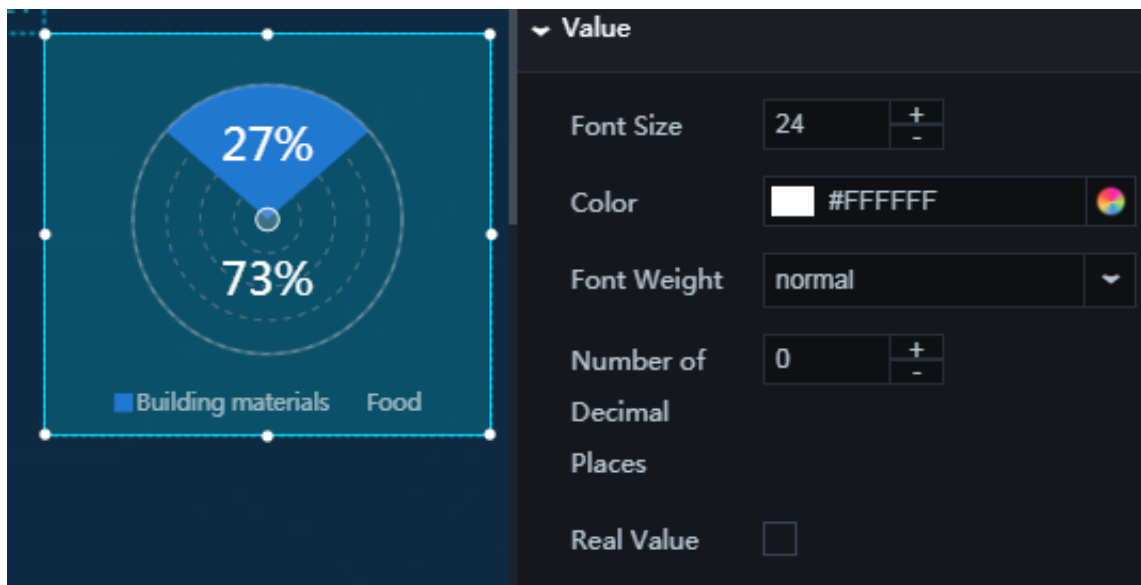 27%
73%
Building materials Food
Value
Font Size 24 + -
Color #FFFFFF
Font Weight normal
Number of 0 + -
Decimal
Places
Real Value